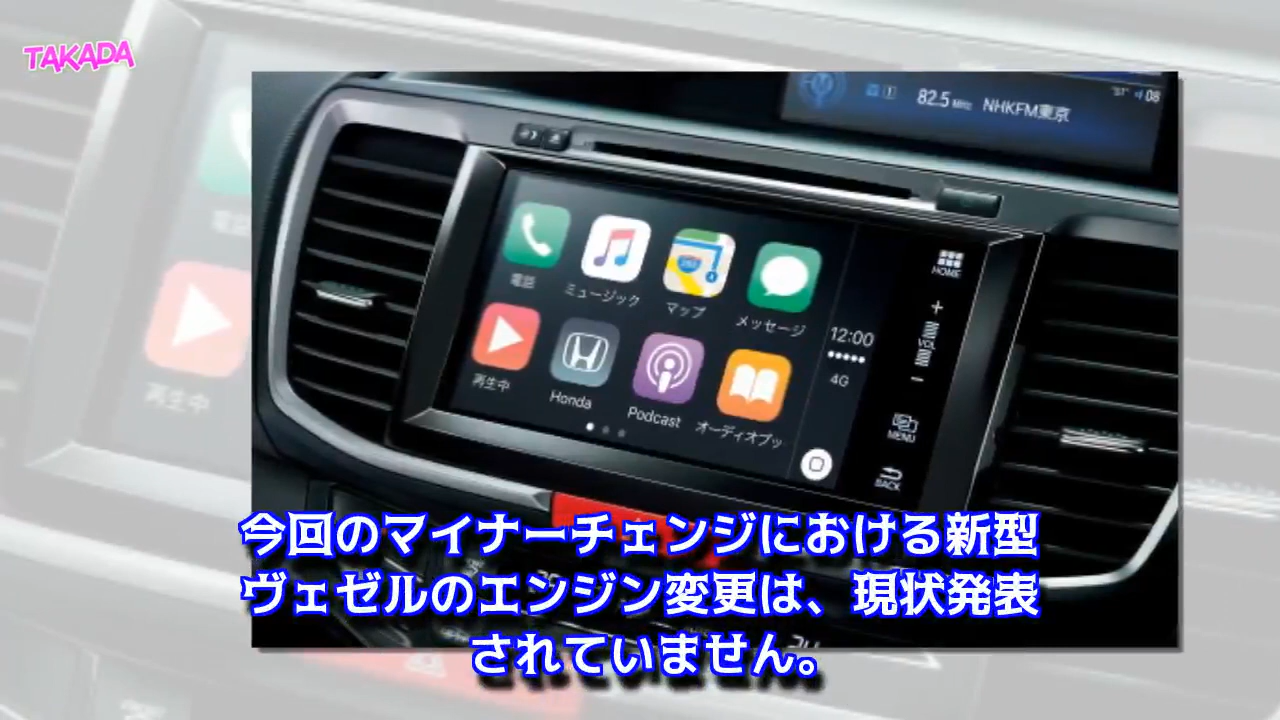 TAKADA
82.5 MHz NHKFM東京
08
電話
ミュージック
マップ
メッセージ
再生中
Honda
Podcast
オーディオブッ
12:00
4G
HOME
+
VOL
−
MENU
BACK
今回のマイナーチェンジにおける新型
ヴェゼルのエンジン変更は、現状発表
されていません。
再生中